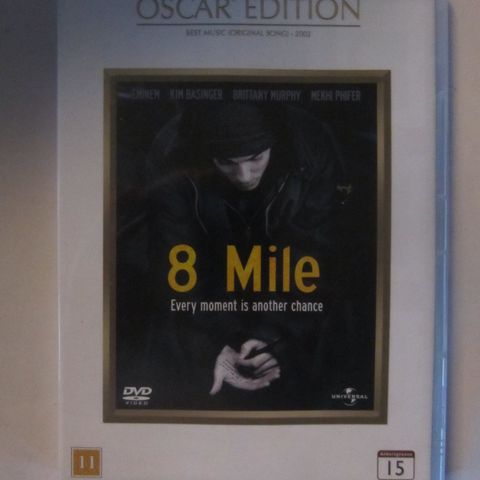 OSCAR EDITION
BEST MUSIC (ORIGINAL SONG) - 2002
EMINEM KIM BASINGER BRITTANY MURPHY MEKHI PHIFER
8 Mile
Every moment is another chance
DVD
VIDEO
UNIVERSAL
11
15